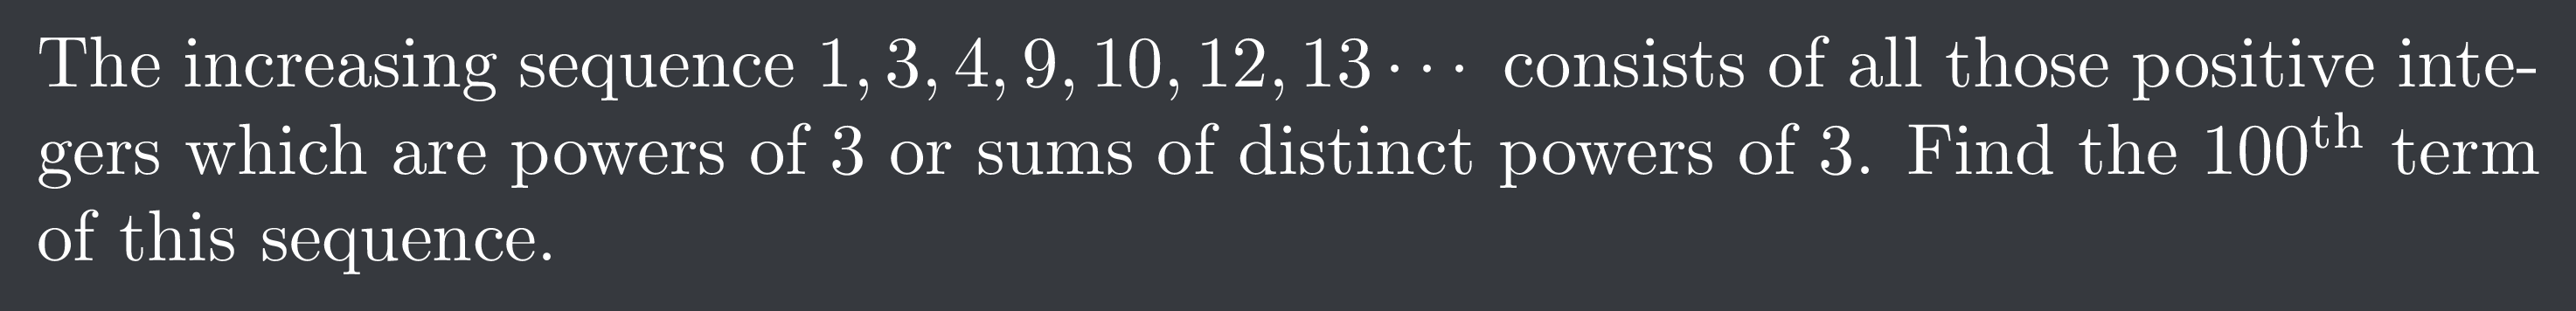 The increasing sequence 1, 3, 4, 9, 10, 12, 13 ⋯ consists of all those positive inte-
gers which are powers of 3 or sums of distinct powers of 3. Find the 100th term
of this sequence.